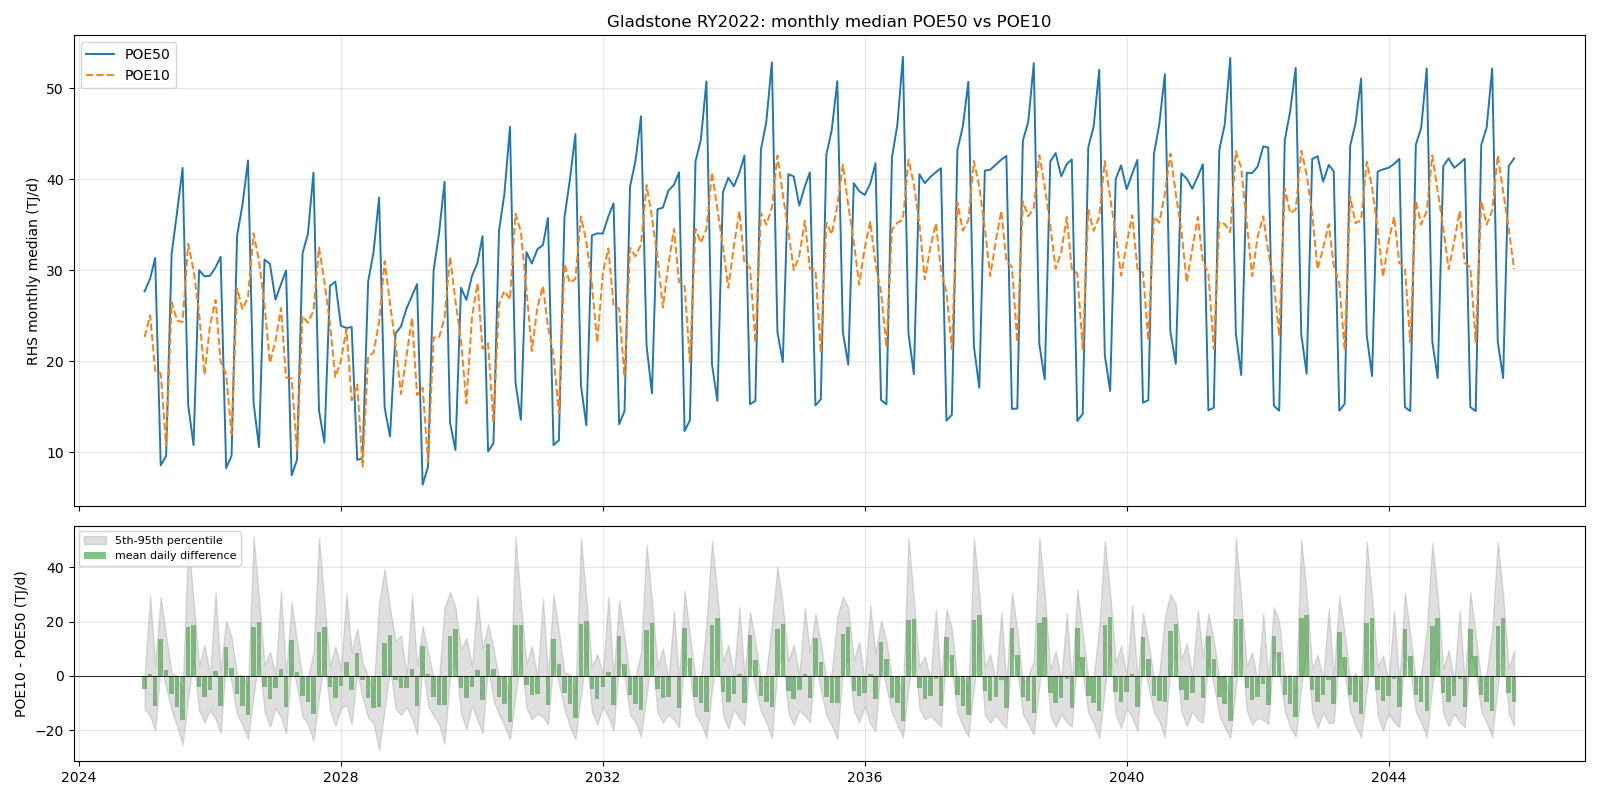 Gladstone RY2022: monthly median POE50 vs POE10
POE50
POE10
RHS monthly median (TJ/d)
50
40
30
20
10
5th-95th percentile
mean daily difference
POE10 - POE50 (TJ/d)
40
20
0
−20
2024
2028
2032
2036
2040
2044